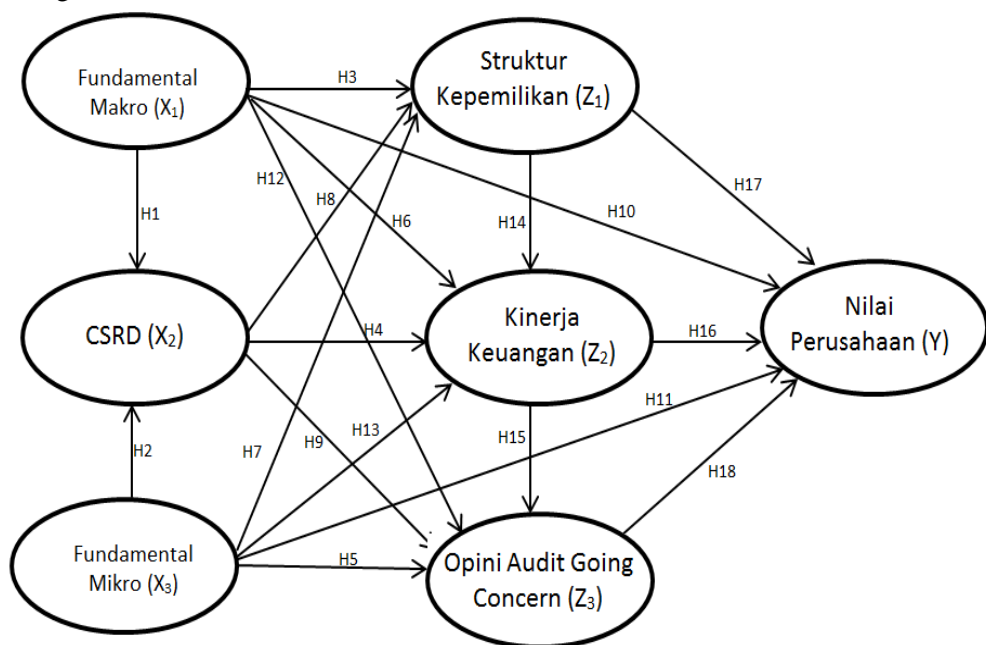 Fundamental
Makro (X₁)
Struktur
Kepemilikan (Z₁)
H3
H12
H8
H6
H10
H17
H1
H14
CSRD (X₂)
H4
Kinerja
Keuangan (Z₂)
H16
Nilai
Perusahaan (Y)
H2
H7
H9
H13
H15
H11
H18
Fundamental
Mikro (X₃)
H5
Opini Audit Going
Concern (Z₃)